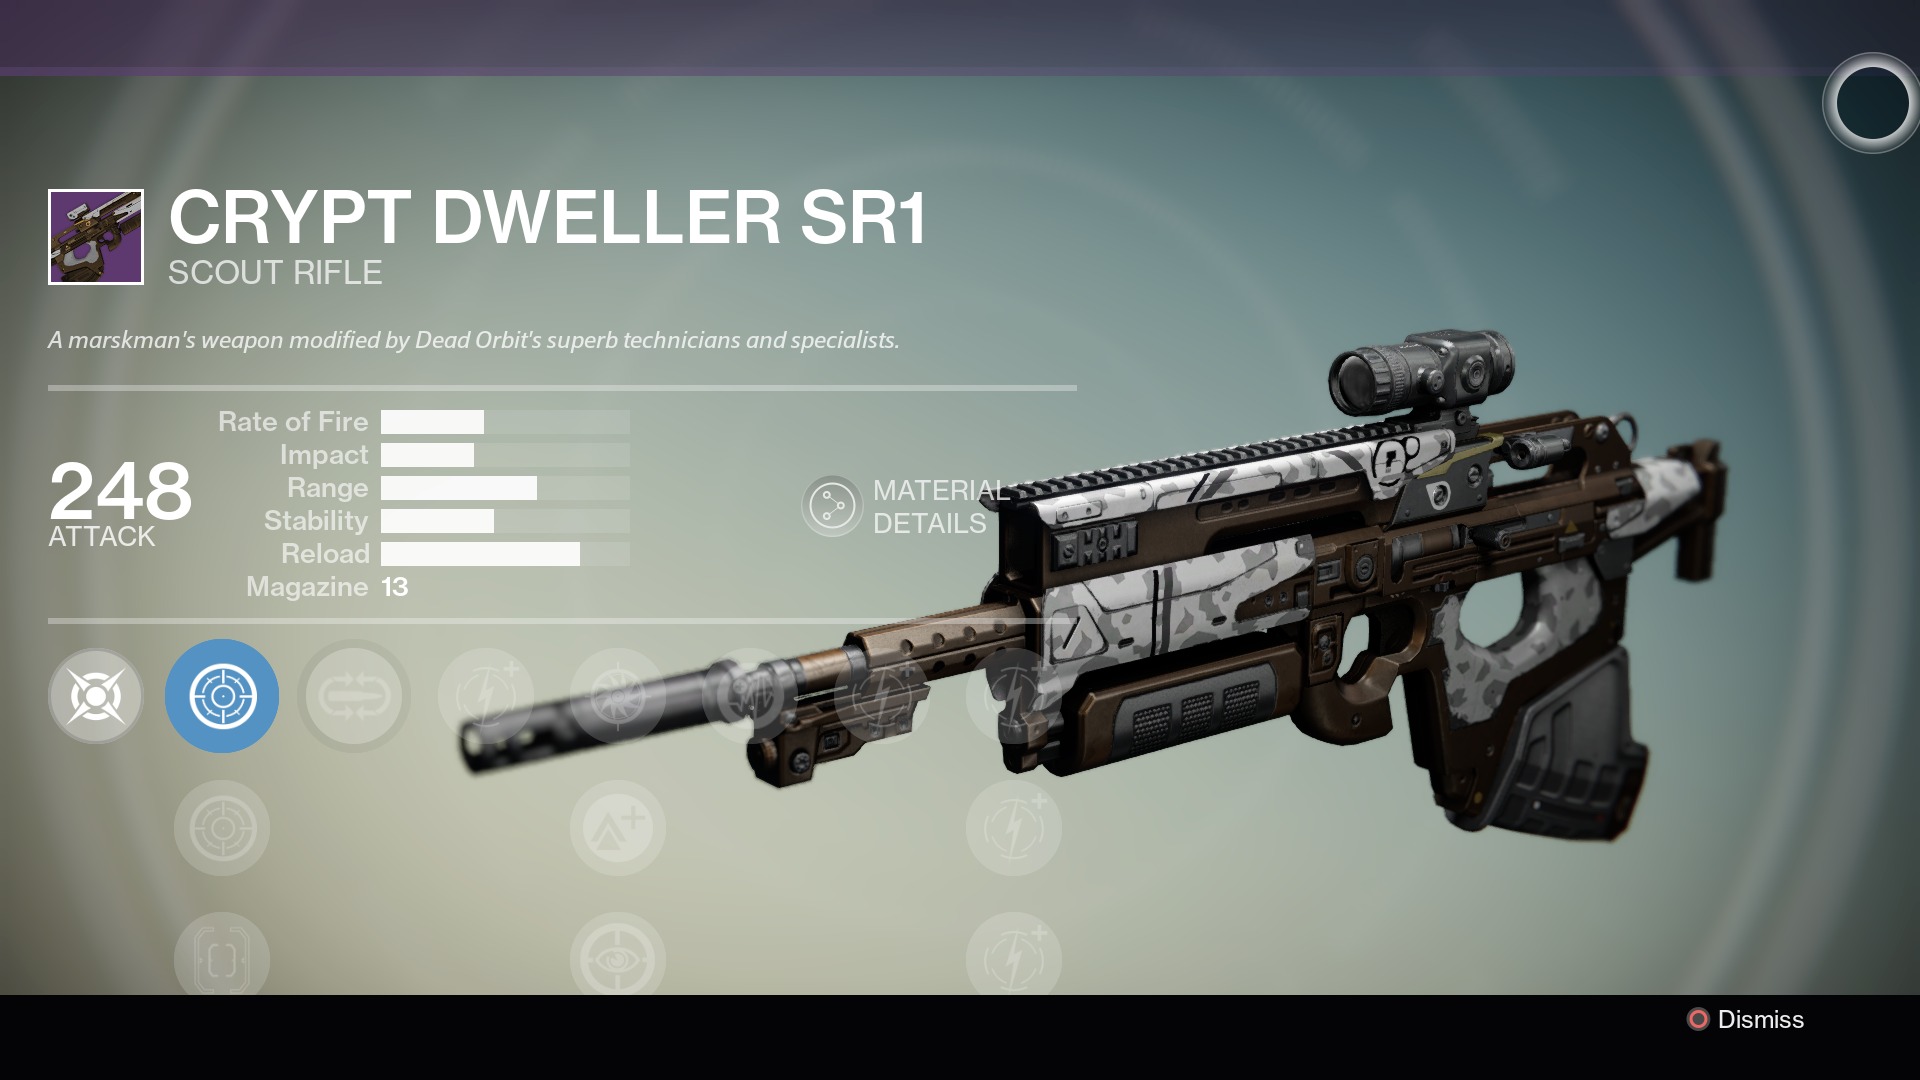 CRYPT DWELLER SR1
SCOUT RIFLE
A marskman's weapon modified by Dead Orbit's superb technicians and specialists.
248
ATTACK
Rate of Fire
Impact
Range
Stability
Reload
Magazine 13
MATERIAL
DETAILS
Dismiss